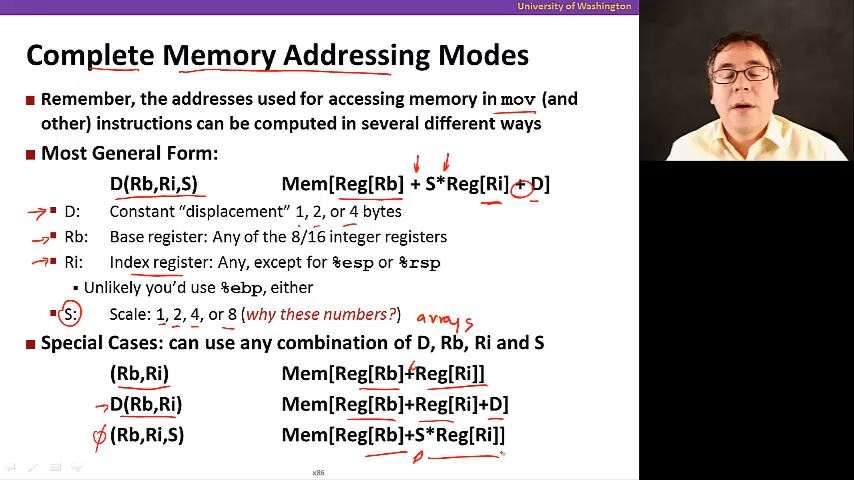 University of Washington
Complete Memory Addressing Modes
Remember, the addresses used for accessing memory in mov (and
other) instructions can be computed in several different ways
Most General Form:
D(Rb,Ri,S) Mem[Reg[Rb] + S*Reg[Ri] + D]
D: Constant “displacement” 1, 2, or 4 bytes
Rb: Base register: Any of the 8/16 integer registers
Ri: Index register: Any, except for %esp or %rsp
Unlikely you’d use %ebp, either
S: Scale: 1, 2, 4, or 8 (why these numbers?) arrays
Special Cases: can use any combination of D, Rb, Ri and S
(Rb,Ri) Mem[Reg[Rb]+Reg[Ri]]
D(Rb,Ri) Mem[Reg[Rb]+Reg[Ri]+D]
(Rb,Ri,S) Mem[Reg[Rb]+S*Reg[Ri]]
x86